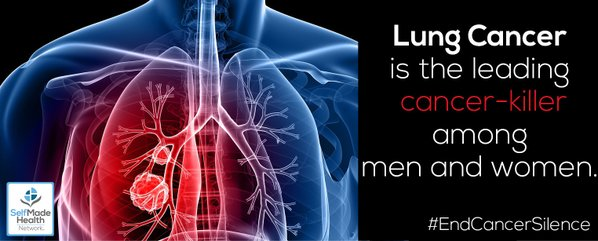 Lung Cancer
is the leading
cancer-killer
among
men and women.
#EndCancerSilence
SelfMade
Health
Network